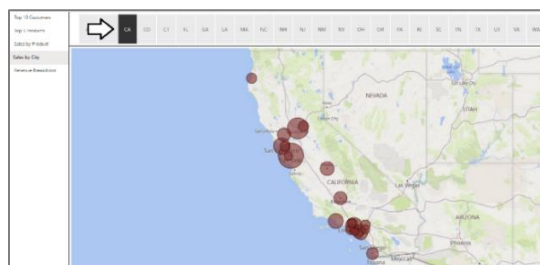 Top 10 Customers
Top 5 Products
Sales by Product
Sales by City
Revenue Breakdown
CA CO CT FL GA LA MA NC NH NJ NM NY OH OR PA RI SC TN TX UT VA WA
NEVADA
UTAH
CALIFORNIA
Las Vegas
ARIZONA
Phoenix
Mexicali